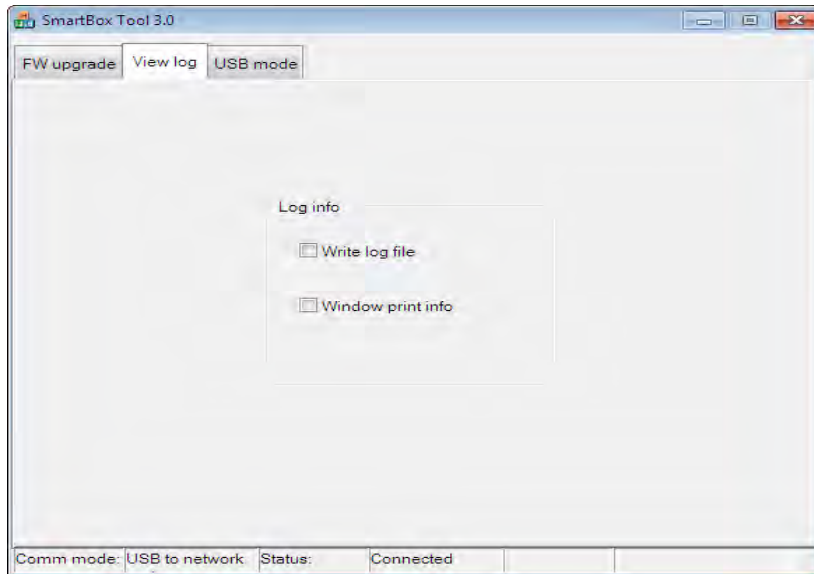 SmartBox Tool 3.0
FW upgrade View log USB mode
Log info
Write log file
Window print info
Comm mode: USB to network Status: Connected